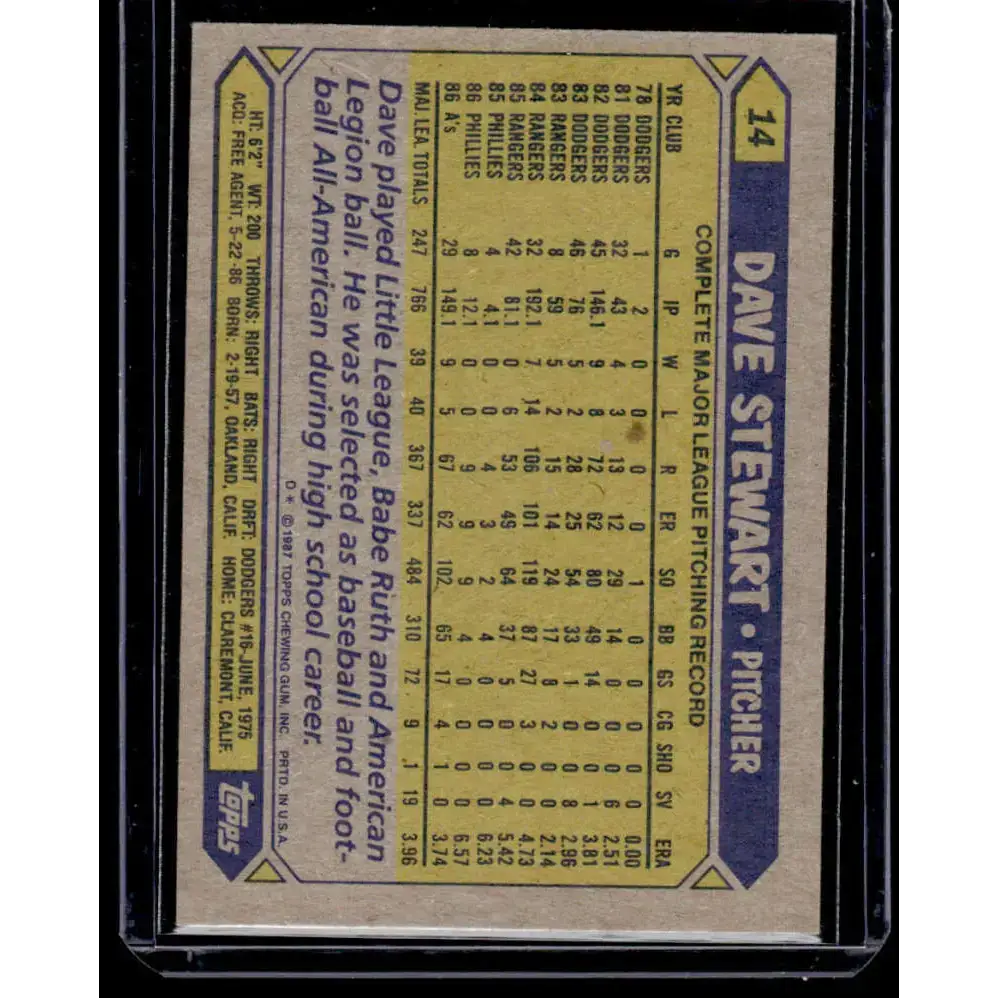 14 DAVE STEWART • PITCHER
COMPLETE MAJOR LEAGUE PITCHING RECORD
YR CLUB G IP W L R ER SO BB GS CG SHO SV ERA
78 DODGERS 1 2 0 0 0 0 1 0 0 0 0 0 0.00
81 DODGERS 32 43 4 3 13 12 29 14 0 0 0 6 2.51
82 DODGERS 45 146.1 9 8 72 62 80 49 14 0 0 1 3.81
83 DODGERS 46 76 5 2 28 25 54 33 1 0 0 8 2.96
83 RANGERS 8 59 5 2 15 14 24 17 8 2 0 0 2.14
84 RANGERS 32 192.1 7 14 106 101 119 87 27 3 0 0 4.73
85 RANGERS 42 81.1 0 6 53 49 64 37 5 0 0 4 5.42
85 PHILLIES 4 4.1 0 0 4 3 2 4 0 0 0 0 6.23
86 PHILLIES 8 12.1 0 0 9 9 9 4 0 0 0 0 6.57
86 A's 29 149.1 9 5 67 62 102 65 17 4 1 0 3.74
MAJ. LEA. TOTALS 247 766 39 40 367 337 484 310 72 9 1 19 3.96
Dave played Little League, Babe Ruth and American
Legion ball. He was selected as baseball and foot-
ball All-American during high school career.
D* © 1987 TOPPS CHEWING GUM, INC. PRTD. IN U.S.A.
HT: 6'2" WT: 200 THROWS: RIGHT BATS: RIGHT DRFT: DODGERS #16-JUNE, 1975
ACQ: FREE AGENT, 5-22-86 BORN: 2-19-57, OAKLAND, CALIF. HOME: CLAREMONT, CALIF.
topps